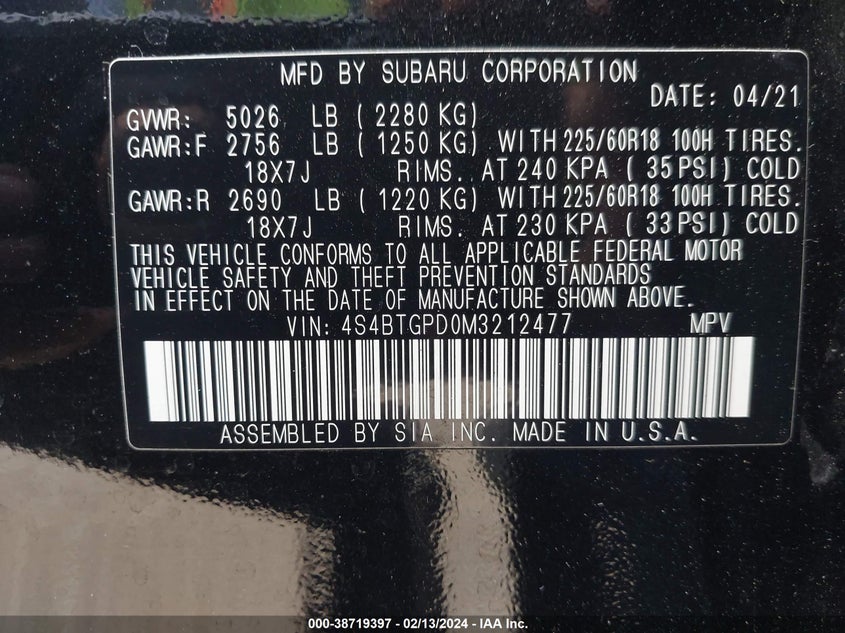 MFD BY SUBARU CORPORATION
DATE: 04/21
GVWR: 5026 LB ( 2280 KG)
GAWR:F 2756 LB ( 1250 KG) WITH 225/60R18 100H TIRES.
18X7J RIMS. AT 240 KPA ( 35 PSI) COLD
GAWR:R 2690 LB ( 1220 KG) WITH 225/60R18 100H TIRES.
18X7J RIMS. AT 230 KPA ( 33 PSI) COLD
THIS VEHICLE CONFORMS TO ALL APPLICABLE FEDERAL MOTOR
VEHICLE SAFETY AND THEFT PREVENTION STANDARDS
IN EFFECT ON THE DATE OF MANUFACTURE SHOWN ABOVE.
VIN: 4S4BTGPD0M3212477 MPV
ASSEMBLED BY SIA INC. MADE IN U.S.A.
000-38719397 - 02/13/2024 - IAA Inc.